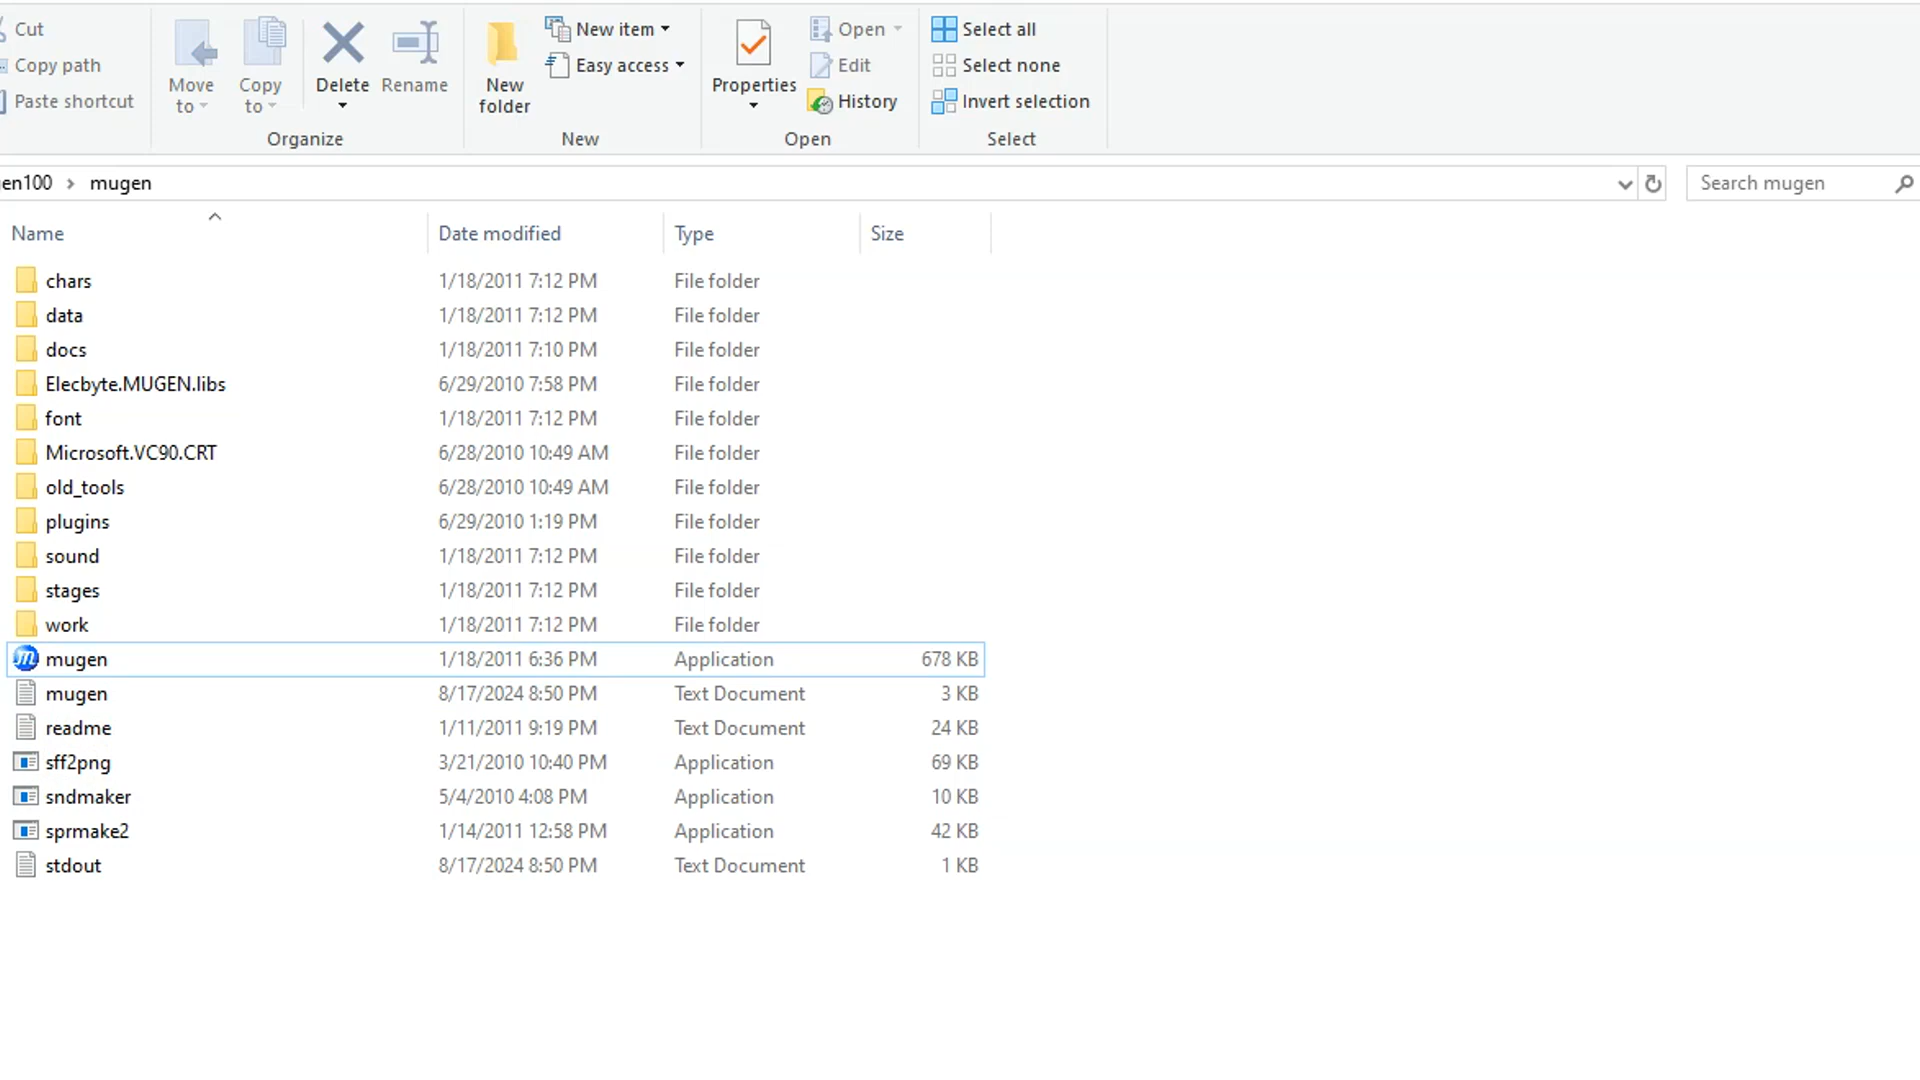 Cut
Copy path
Paste shortcut
Move to
Copy to
Delete
Rename
Organize
New folder
New item
Easy access
New
Properties
Open
Edit
History
Open
Select all
Select none
Invert selection
Select
en100 > mugen
Search mugen
Name Date modified Type Size
chars 1/18/2011 7:12 PM File folder
data 1/18/2011 7:12 PM File folder
docs 1/18/2011 7:10 PM File folder
Elecbyte.MUGEN.libs 6/29/2010 7:58 PM File folder
font 1/18/2011 7:12 PM File folder
Microsoft.VC90.CRT 6/28/2010 10:49 AM File folder
old_tools 6/28/2010 10:49 AM File folder
plugins 6/29/2010 1:19 PM File folder
sound 1/18/2011 7:12 PM File folder
stages 1/18/2011 7:12 PM File folder
work 1/18/2011 7:12 PM File folder
mugen 1/18/2011 6:36 PM Application 678 KB
mugen 8/17/2024 8:50 PM Text Document 3 KB
readme 1/11/2011 9:19 PM Text Document 24 KB
sff2png 3/21/2010 10:40 PM Application 69 KB
sndmaker 5/4/2010 4:08 PM Application 10 KB
sprmake2 1/14/2011 12:58 PM Application 42 KB
stdout 8/17/2024 8:50 PM Text Document 1 KB